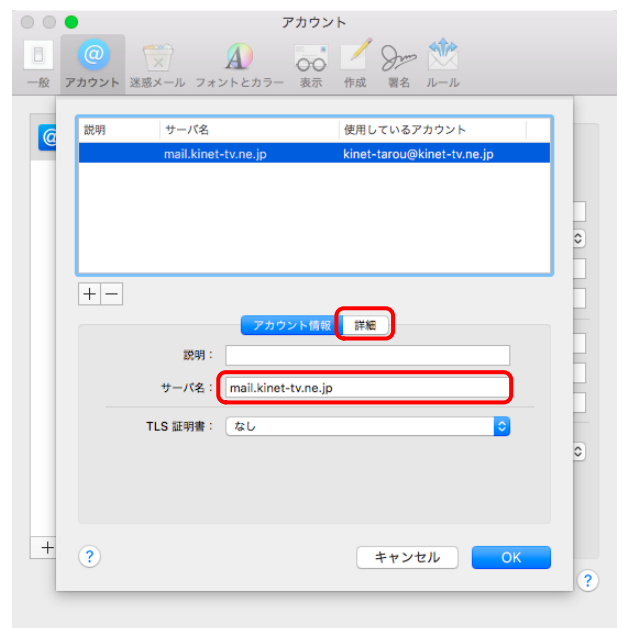 アカウント
一般 アカウント 迷惑メール フォントとカラー 表示 作成 署名 ルール
説明 サーバ名 使用しているアカウント
mail.kinet-tv.ne.jp kinet-tarou@kinet-tv.ne.jp
アカウント情報 詳細
説明：
サーバ名： mail.kinet-tv.ne.jp
TLS 証明書： なし
? キャンセル OK
?